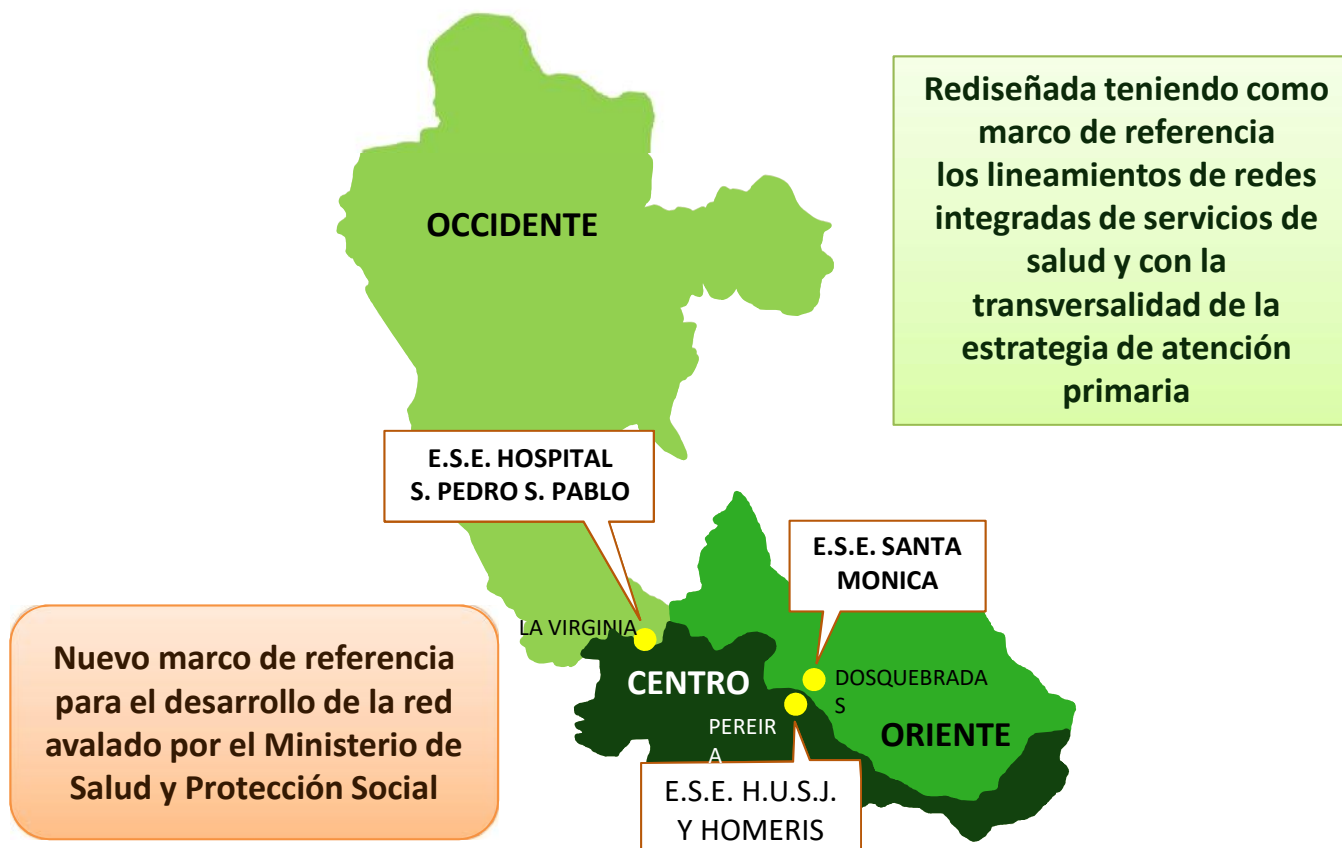 Rediseñada teniendo como
marco de referencia
los lineamientos de redes
integradas de servicios de
salud y con la
transversalidad de la
estrategia de atención
primaria
OCCIDENTE
E.S.E. HOSPITAL
S. PEDRO S. PABLO
E.S.E. SANTA
MONICA
LA VIRGINIA
CENTRO
DOSQUEBRADA
S
PEREIR
A
ORIENTE
E.S.E. H.U.S.J.
Y HOMERIS
Nuevo marco de referencia
para el desarrollo de la red
avalado por el Ministerio de
Salud y Protección Social